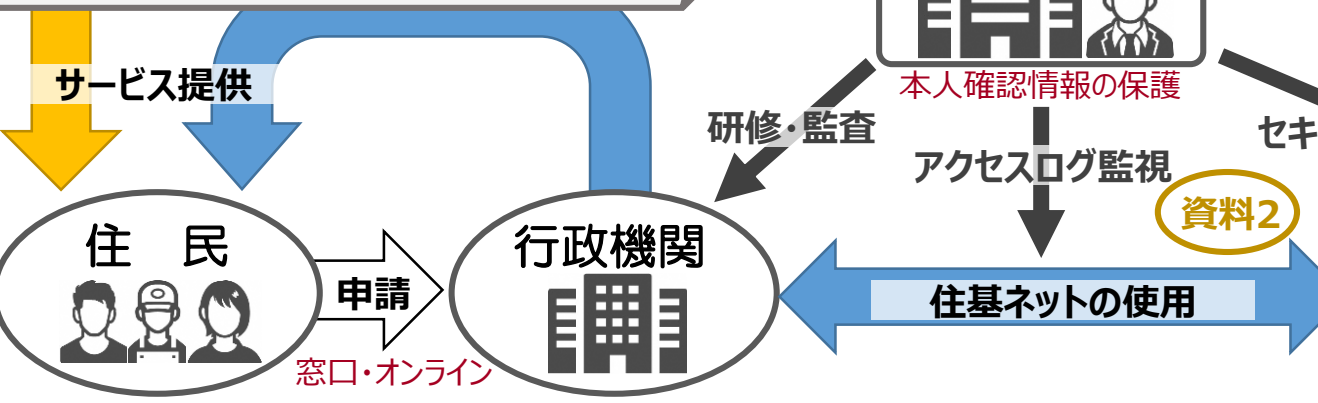 サービス提供
本人確認情報の保護
研修・監査
セキ
アクセスログ監視
資料2
住　民
行政機関
申請
住基ネットの使用
窓口・オンライン